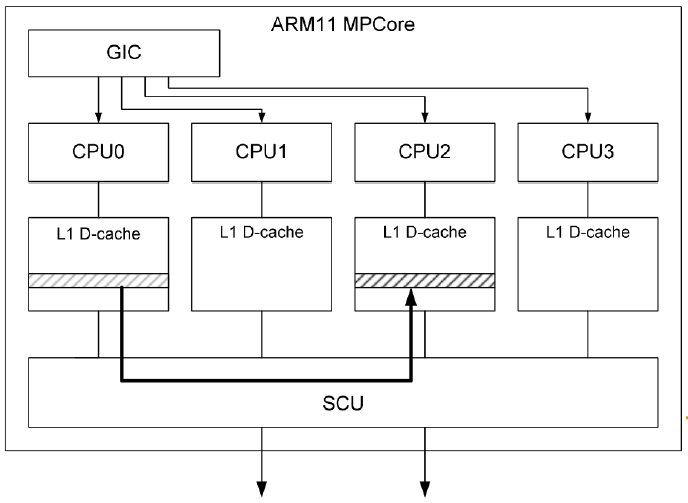 ARM11 MPCore
GIC
CPU0
CPU1
CPU2
CPU3
L1 D-cache
L1 D-cache
L1 D-cache
L1 D-cache
SCU